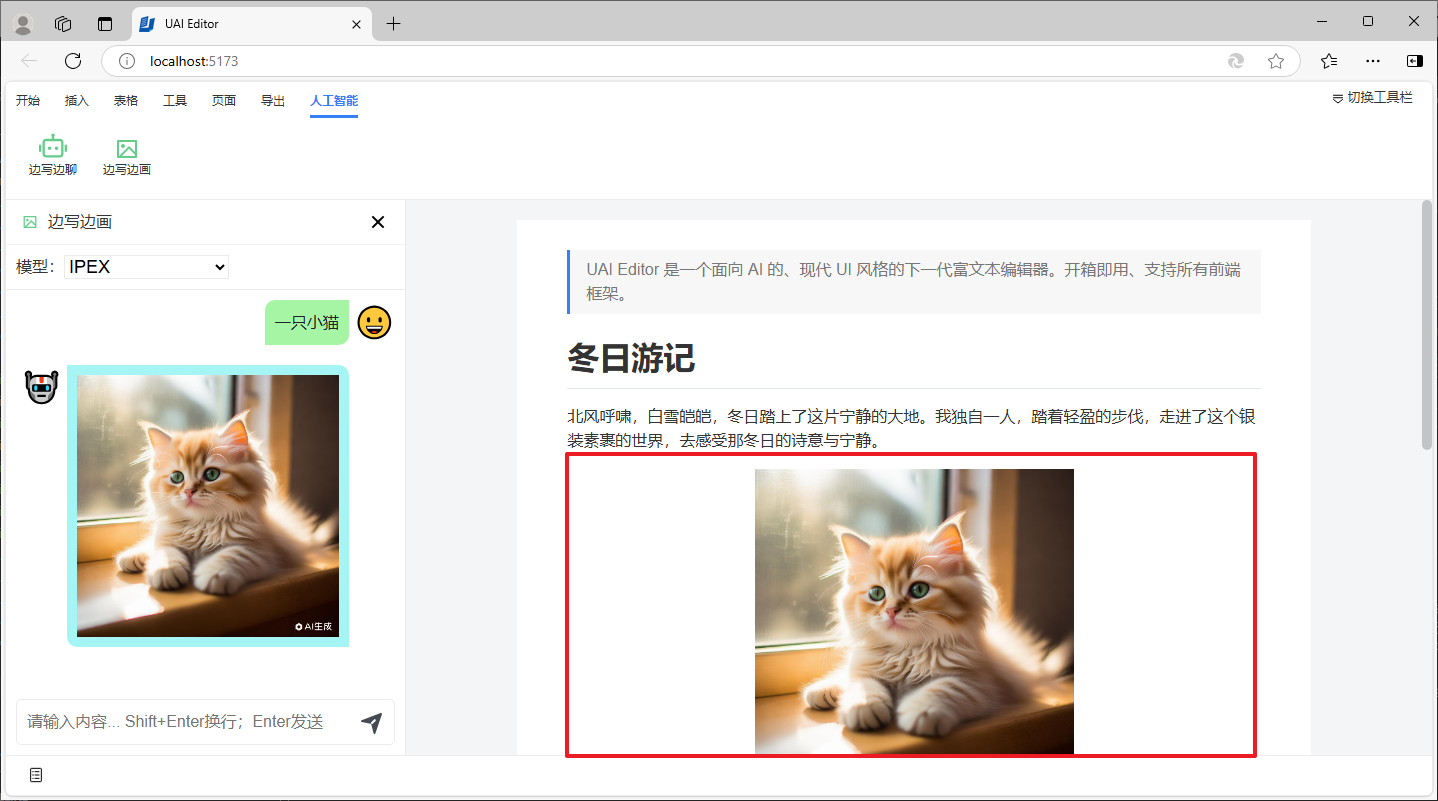 UAI Editor
localhost:5173
开始 插入 表格 工具 页面 导出 人工智能
切换工具栏
边写边聊 边写边画
边写边画
模型： IPEX
一只小猫
AI生成
请输入内容... Shift+Enter换行；Enter发送
UAI Editor 是一个面向 AI 的、现代 UI 风格的下一代富文本编辑器。开箱即用、支持所有前端
框架。
冬日游记
北风呼啸，白雪皑皑，冬日踏上了这片宁静的大地。我独自一人，踏着轻盈的步伐，走进了这个银
装素裹的世界，去感受那冬日的诗意与宁静。